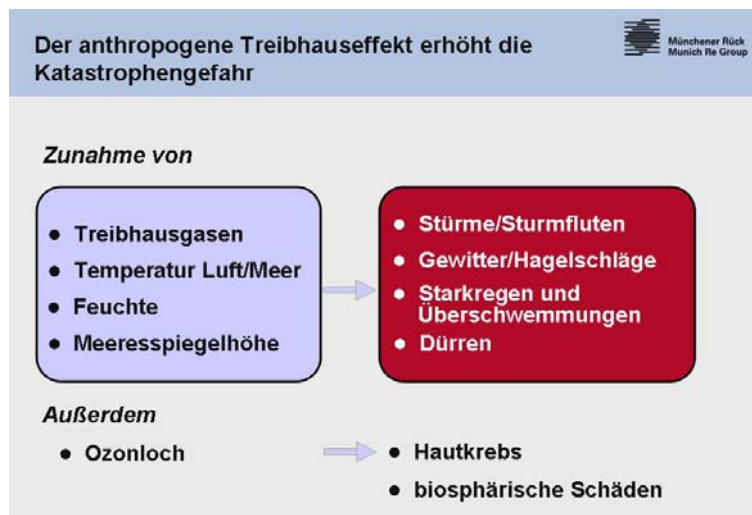 Der anthropogene Treibhauseffekt erhöht die
Katastrophengefahr
Münchener Rück
Munich Re Group
Zunahme von
● Treibhausgasen
● Temperatur Luft/Meer
● Feuchte
● Meeresspiegelhöhe
● Stürme/Sturmfluten
● Gewitter/Hagelschläge
● Starkregen und
Überschwemmungen
● Dürren
Außerdem
● Ozonloch
● Hautkrebs
● biosphärische Schäden